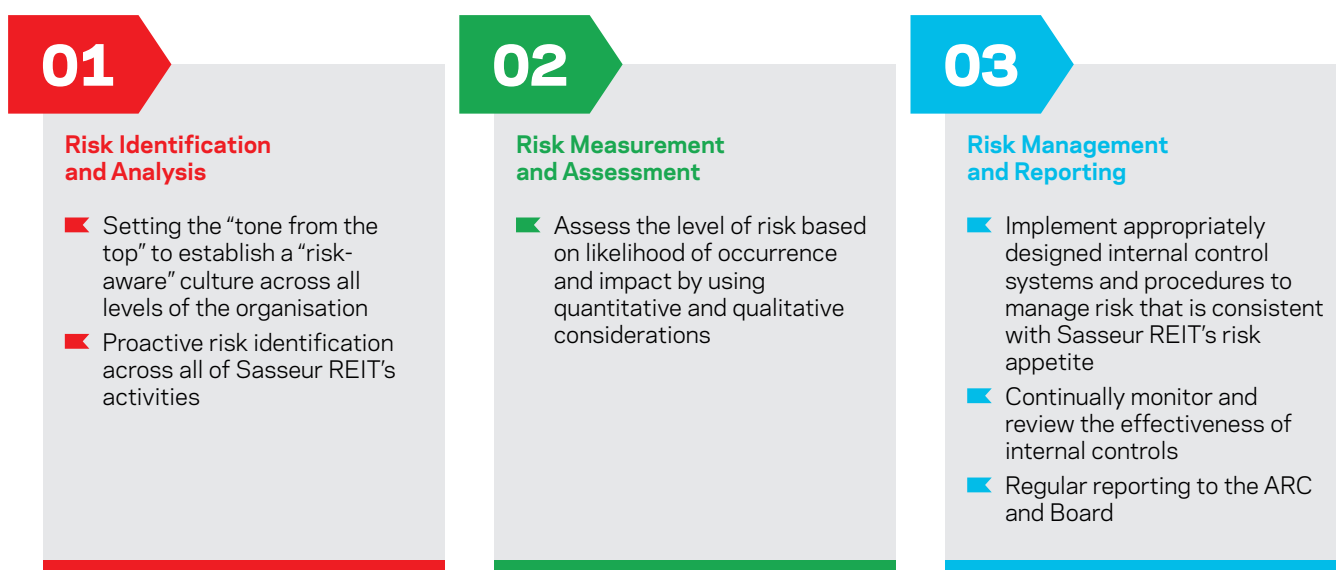 01
Risk Identification
and Analysis
Setting the “tone from the
top” to establish a “risk-
aware” culture across all
levels of the organisation
Proactive risk identification
across all of Sasseur REIT’s
activities
02
Risk Measurement
and Assessment
Assess the level of risk based
on likelihood of occurrence
and impact by using
quantitative and qualitative
considerations
03
Risk Management
and Reporting
Implement appropriately
designed internal control
systems and procedures to
manage risk that is consistent
with Sasseur REIT’s risk
appetite
Continually monitor and
review the effectiveness of
internal controls
Regular reporting to the ARC
and Board